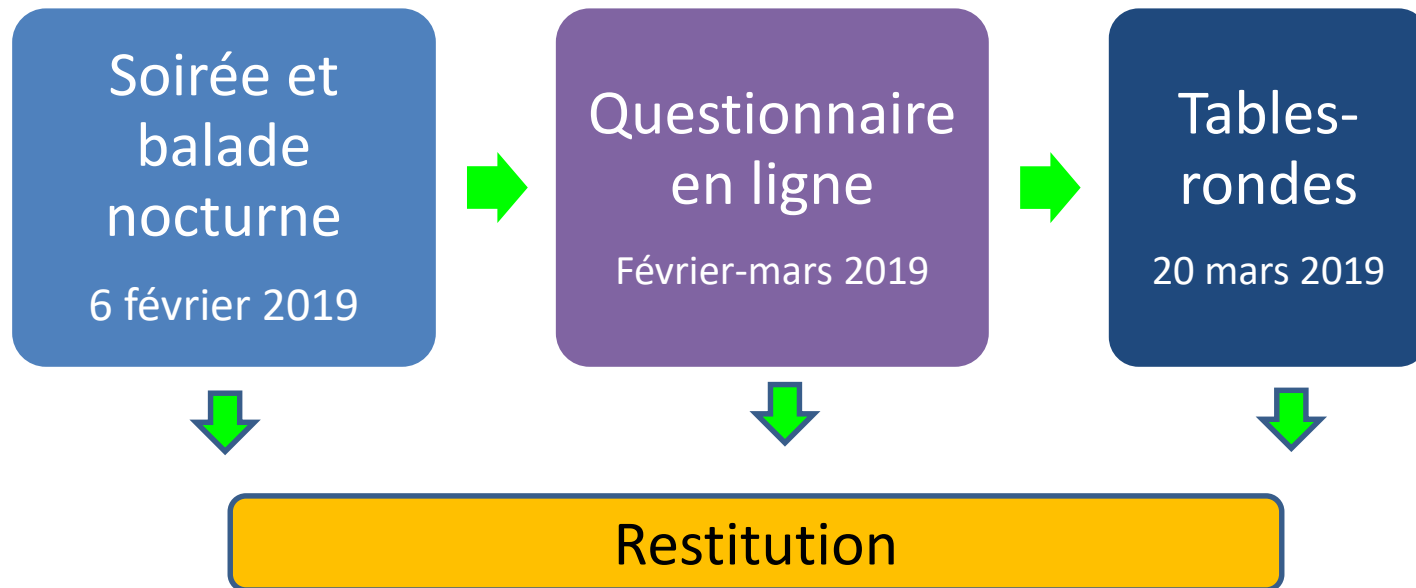 Soirée et
balade
nocturne
6 février 2019
Questionnaire
en ligne
Février-mars 2019
Tables-
rondes
20 mars 2019
Restitution